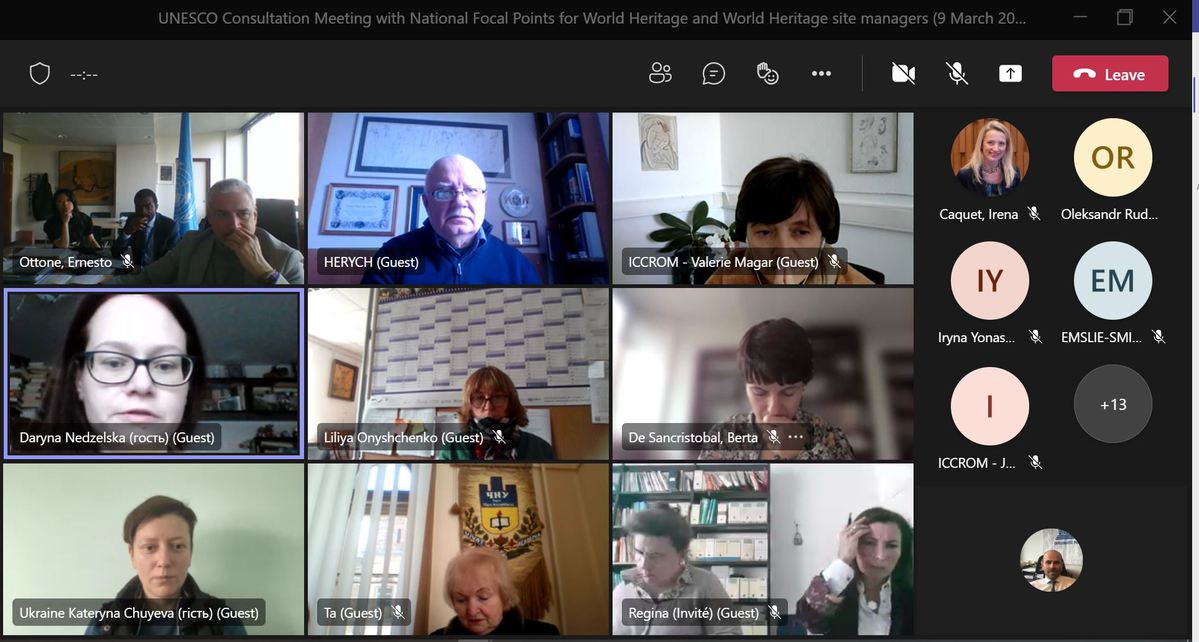 UNESCO Consultation Meeting with National Focal Points for World Heritage and World Heritage site managers (9 March 20...
--:--
Leave
Ottone, Ernesto
HERYCH (Guest)
ICCROM - Valerie Magar (Guest)
Caquet, Irena
OR
Oleksandr Rud...
IY
Iryna Yonas...
EM
EMSLIE-SMI...
Daryna Nedzelska (гость) (Guest)
Liliya Onyshchenko (Guest)
De Sancristobal, Berta
I
ICCROM - J...
+13
ЧНУ
Ukraine Kateryna Chuyeva (гість) (Guest)
Ta (Guest)
Regina (Invité) (Guest)